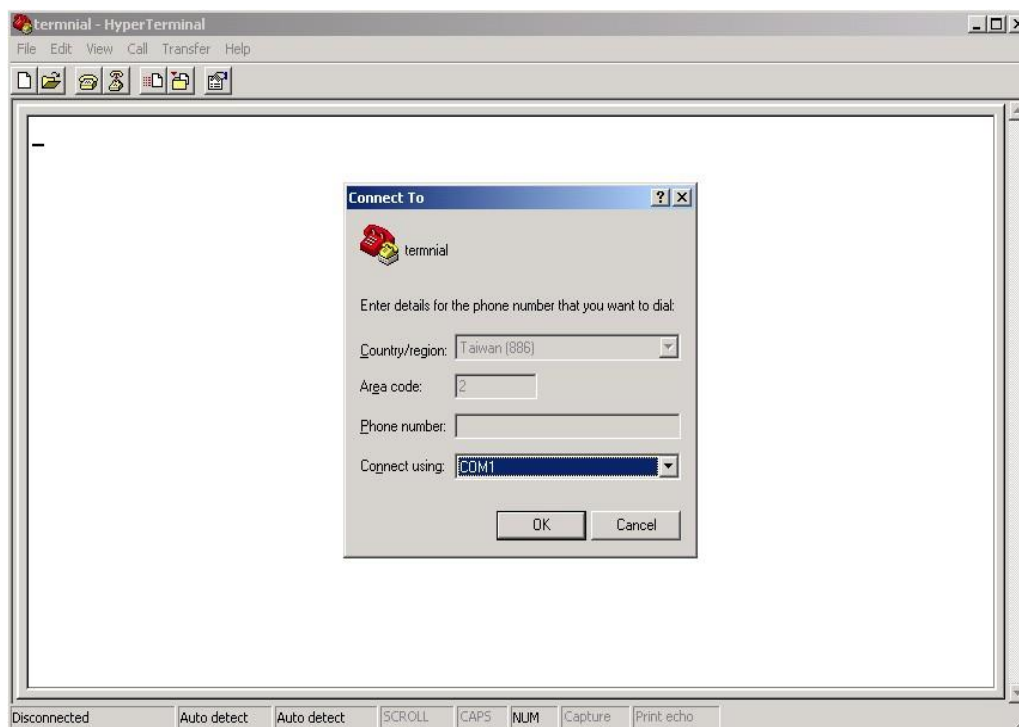 termnial - HyperTerminal
File Edit View Call Transfer Help
Connect To
termnial
Enter details for the phone number that you want to dial:
Country/region: Taiwan (886)
Area code: 2
Phone number:
Connect using: COM1
OK Cancel
Disconnected Auto detect Auto detect SCROLL CAPS NUM Capture Print echo